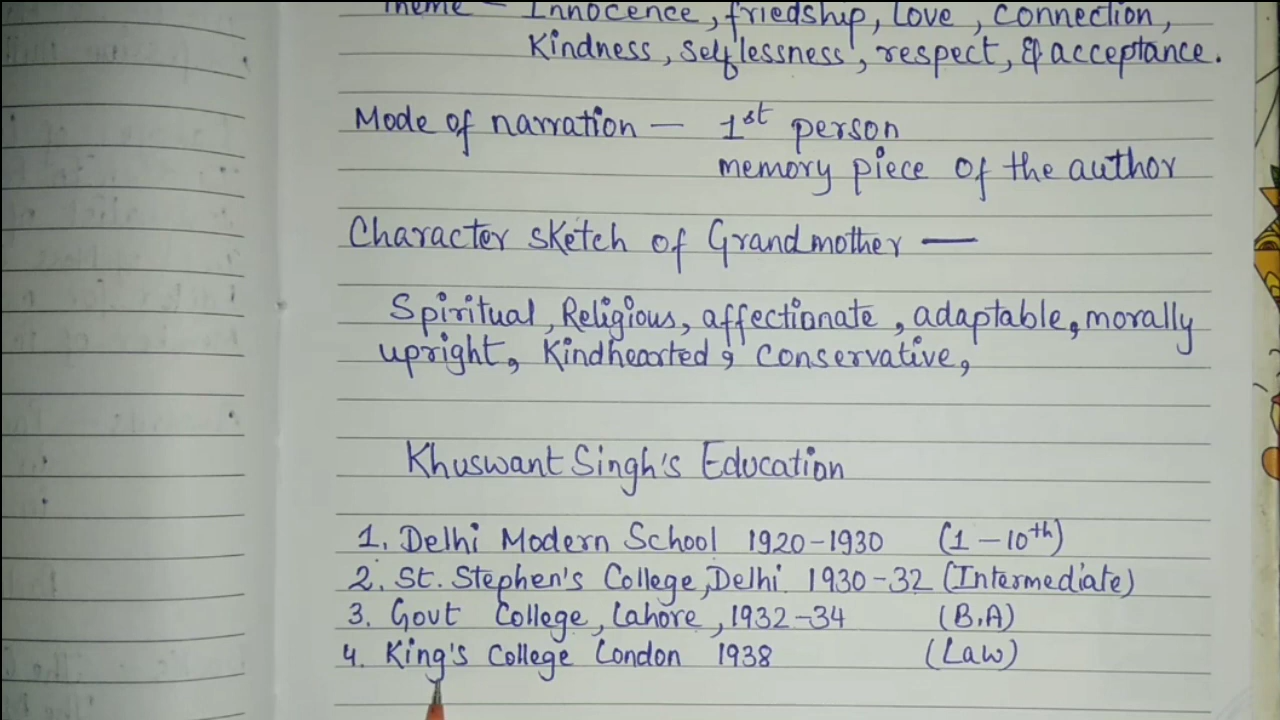 Theme - Innocence, friedship, Love, Connection,
Kindness, selflessness, respect, & acceptance.
Mode of narration — 1st person
memory piece of the author
Character sketch of Grandmother —
Spiritual, Religious, affectionate, adaptable, morally
upright, Kindhearted, conservative,
Khuswant Singh's Education
1. Delhi Modern School 1920-1930 (1-10th)
2. St. Stephen's College, Delhi. 1930-32 (Intermediate)
3. Govt College, Lahore, 1932-34 (B.A)
4. King's College London 1938 (Law)